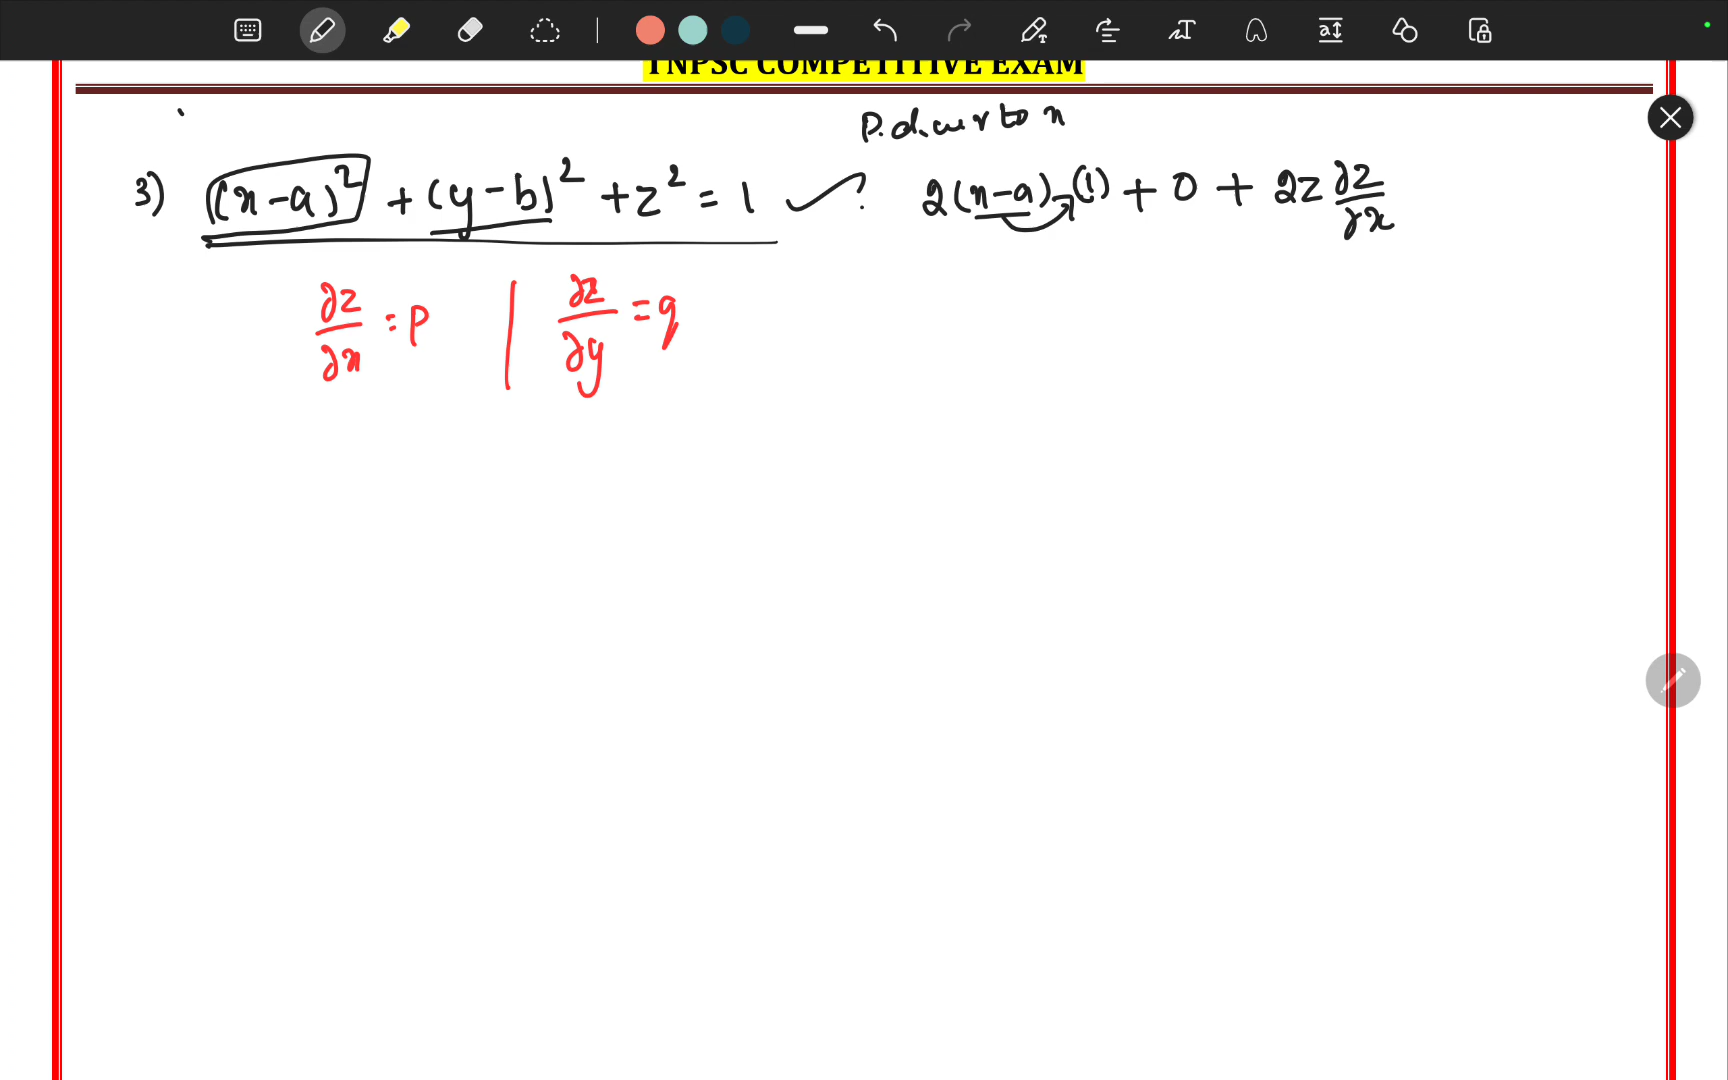 TNPSC COMPETITIVE EXAM
P.d.w r to x
3) (x-a)² + (y-b)² + z² = 1 ? 2(x-a) (1) + 0 + 2z ∂z/∂x
∂z/∂x = p | ∂z/∂y = q